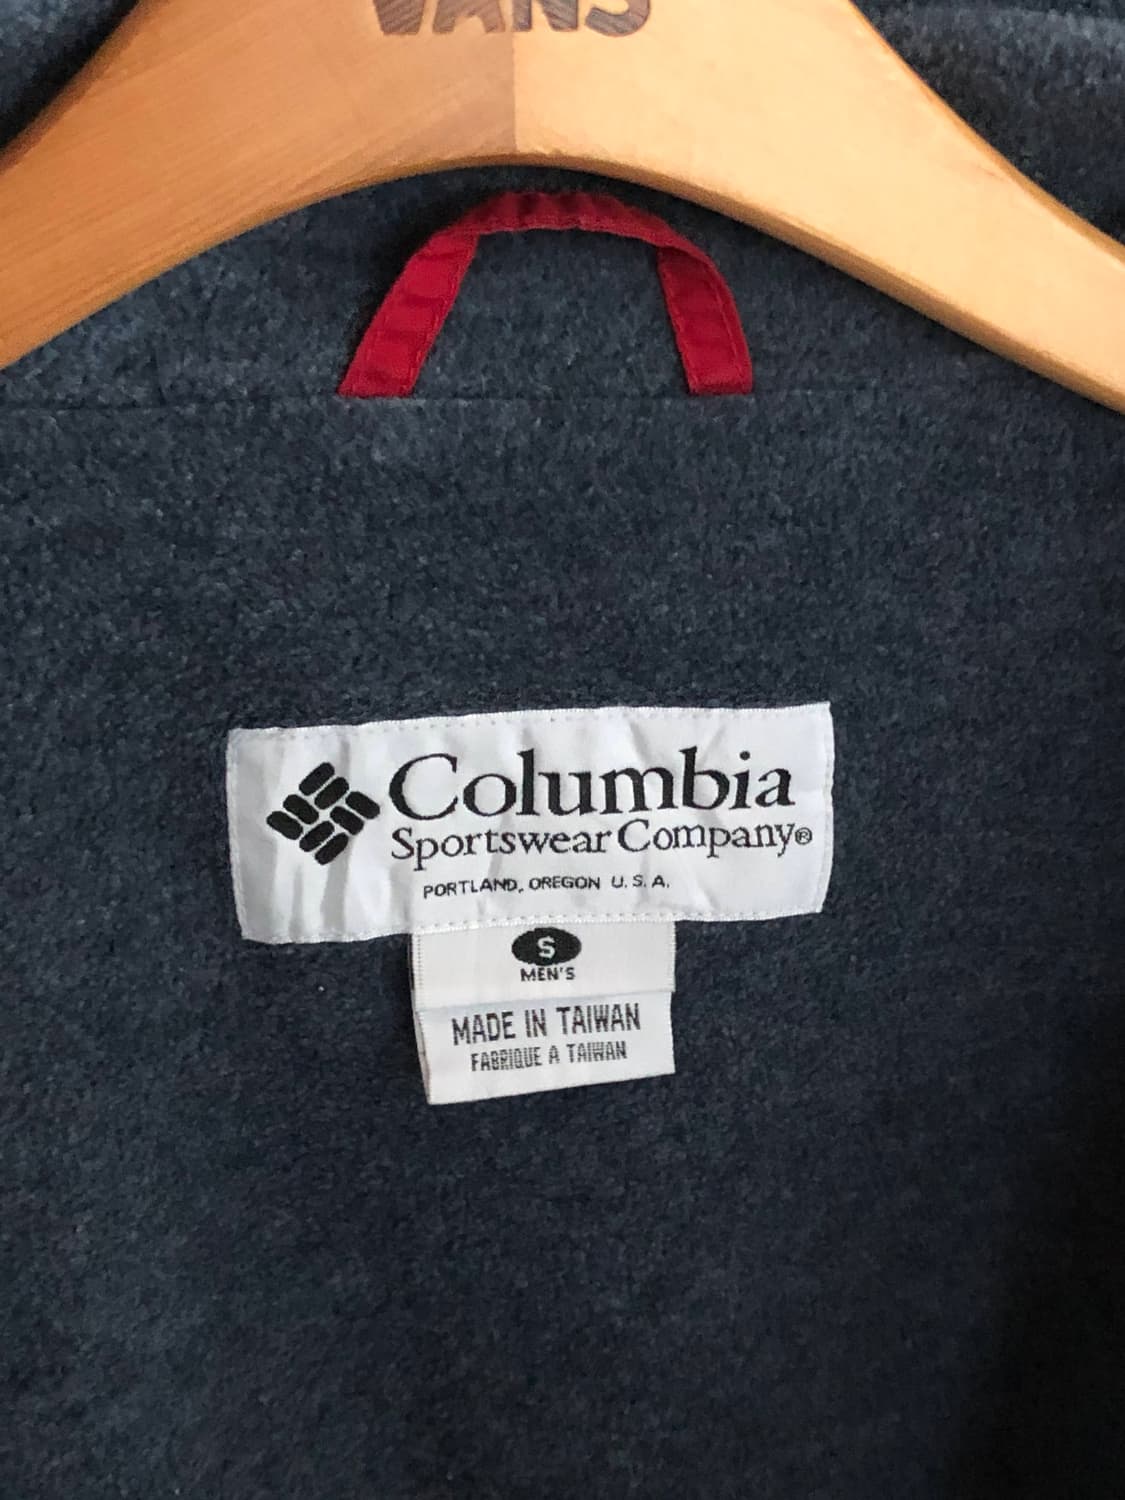 VANS
Columbia
Sportswear Company®
PORTLAND, OREGON U.S.A.
S
MEN'S
MADE IN TAIWAN
FABRIQUE A TAIWAN